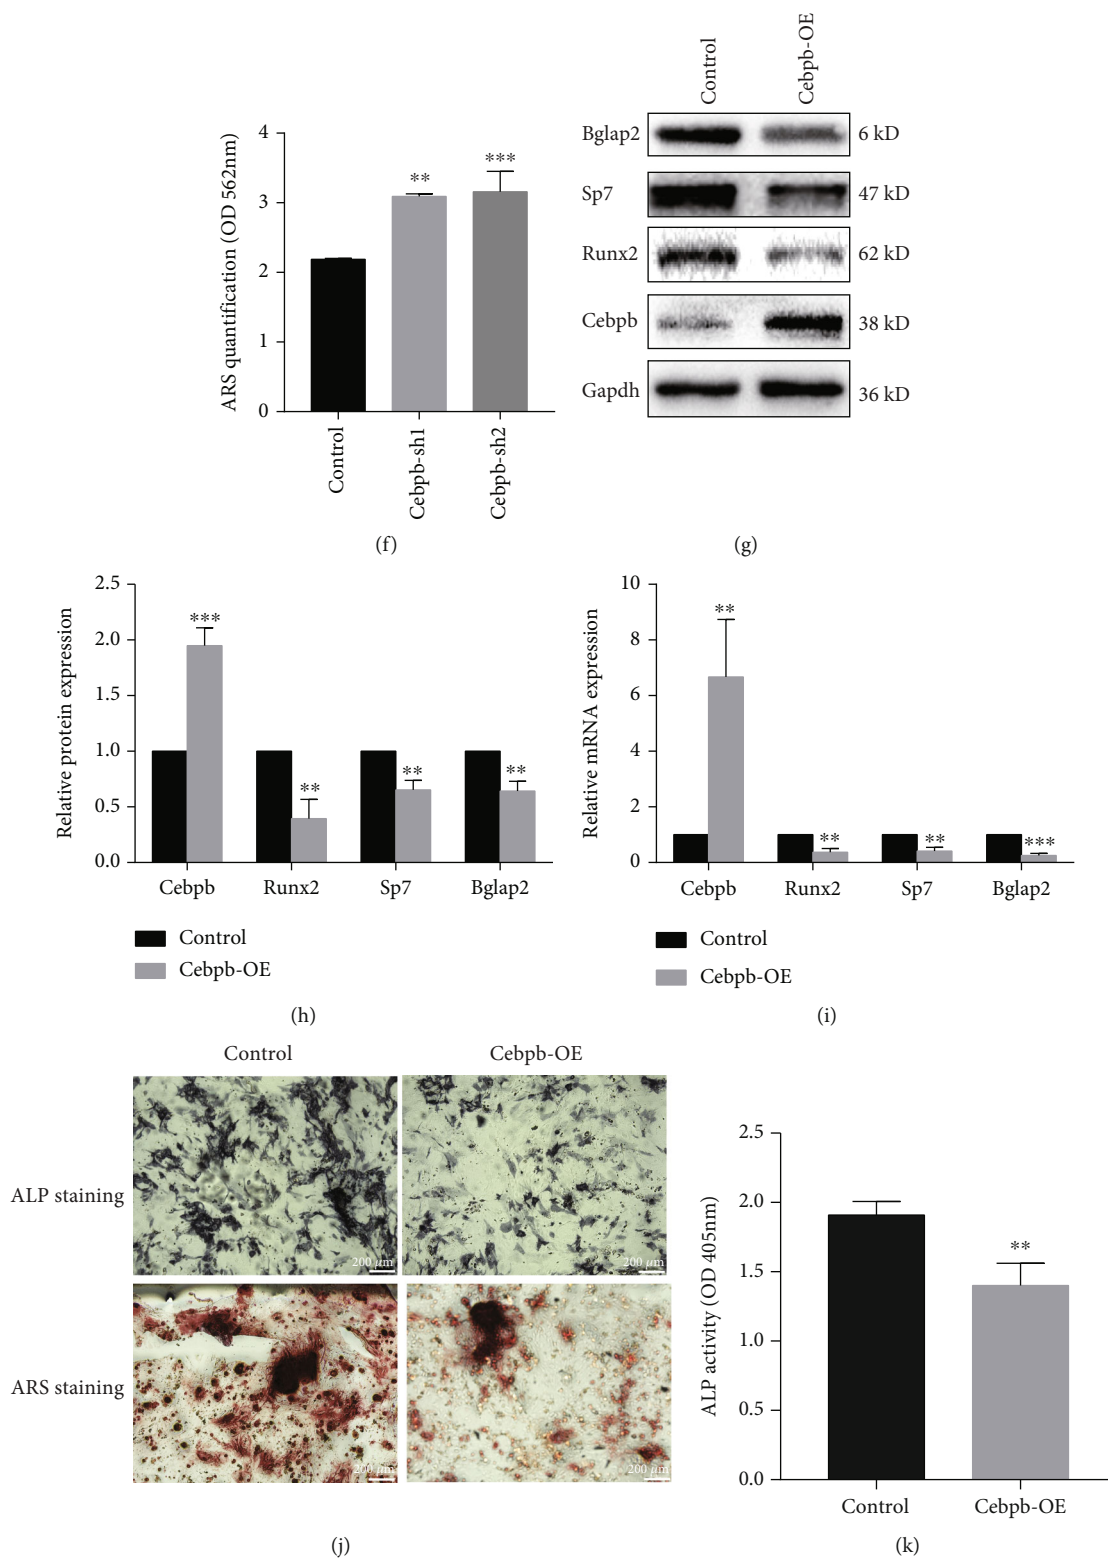 ARS quantification (OD 562nm)
4
3
2
1
0
**
***
Control
Cebpb-sh1
Cebpb-sh2
(f)
Control
Cebpb-OE
Bglap2
6 kD
Sp7
47 kD
Runx2
62 kD
Cebpb
38 kD
Gapdh
36 kD
(g)
Relative protein expression
2.5
2.0
1.5
1.0
0.5
0.0
***
**
**
**
Cebpb
Runx2
Sp7
Bglap2
Control
Cebpb-OE
(h)
Relative mRNA expression
10
8
6
4
2
0
**
**
**
***
Cebpb
Runx2
Sp7
Bglap2
Control
Cebpb-OE
(i)
Control
Cebpb-OE
ALP staining
200 μm
200 μm
ARS staining
200 μm
200 μm
(j)
ALP activity (OD 405nm)
2.5
2.0
1.5
1.0
0.5
0.0
**
Control
Cebpb-OE
(k)